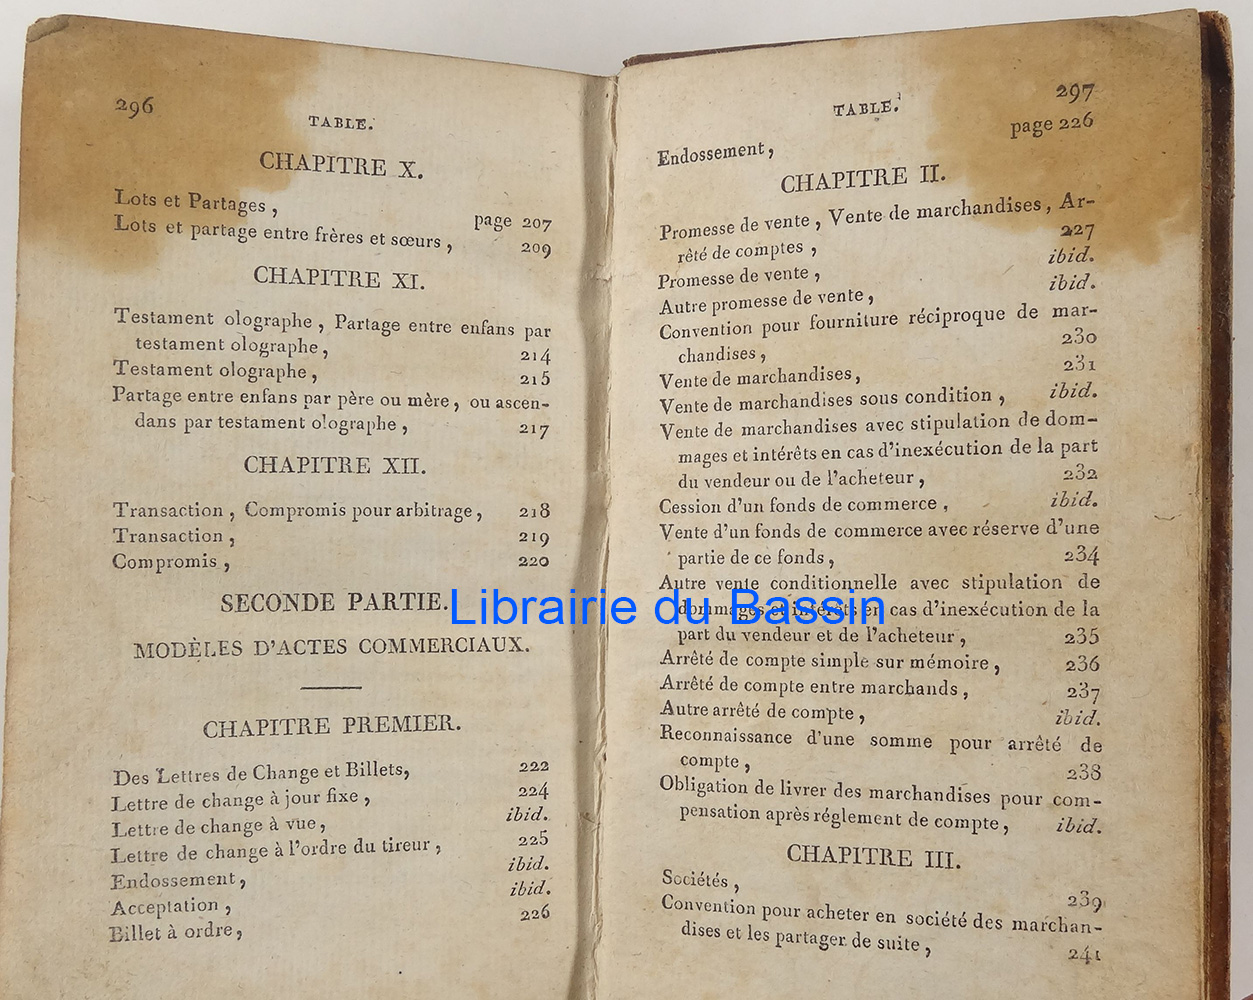 296
TABLE.
CHAPITRE X.
Lots et Partages, page 207
Lots et partage entre frères et sœurs, 209
CHAPITRE XI.
Testament olographe, Partage entre enfans par
testament olographe, 214
Testament olographe, 215
Partage entre enfans par père ou mère, ou ascen-
dans par testament olographe, 217
CHAPITRE XII.
Transaction, Compromis pour arbitrage, 218
Transaction, 219
Compromis, 220
SECONDE PARTIE.
MODÈLES D'ACTES COMMERCIAUX.
CHAPITRE PREMIER.
Des Lettres de Change et Billets, 222
Lettre de change à jour fixe, 224
Lettre de change à vue, ibid.
Lettre de change à l'ordre du tireur, 225
Endossement, ibid.
Acceptation, ibid.
Billet à ordre, 226
TABLE. 297
Endossement, page 226
CHAPITRE II.
Promesse de vente, Vente de marchandises, Ar-
rêté de comptes, 227
Promesse de vente, ibid.
Autre promesse de vente, ibid.
Convention pour fourniture réciproque de mar-
chandises, 230
Vente de marchandises, 231
Vente de marchandises sous condition, ibid.
Vente de marchandises avec stipulation de dom-
mages et intérêts en cas d'inexécution de la part
du vendeur ou de l'acheteur, 232
Cession d'un fonds de commerce, ibid.
Vente d'un fonds de commerce avec réserve d'une
partie de ce fonds, 234
Autre vente conditionnelle avec stipulation de
dommages et intérêts en cas d'inexécution de la
part du vendeur et de l'acheteur, 235
Arrêté de compte simple sur mémoire, 236
Arrêté de compte entre marchands, 237
Autre arrêté de compte, ibid.
Reconnaissance d'une somme pour arrêté de
compte, 238
Obligation de livrer des marchandises pour com-
pensation après réglement de compte, ibid.
CHAPITRE III.
Sociétés, 239
Convention pour acheter en société des marchan-
dises et les partager de suite, 241
Librairie du Bassin